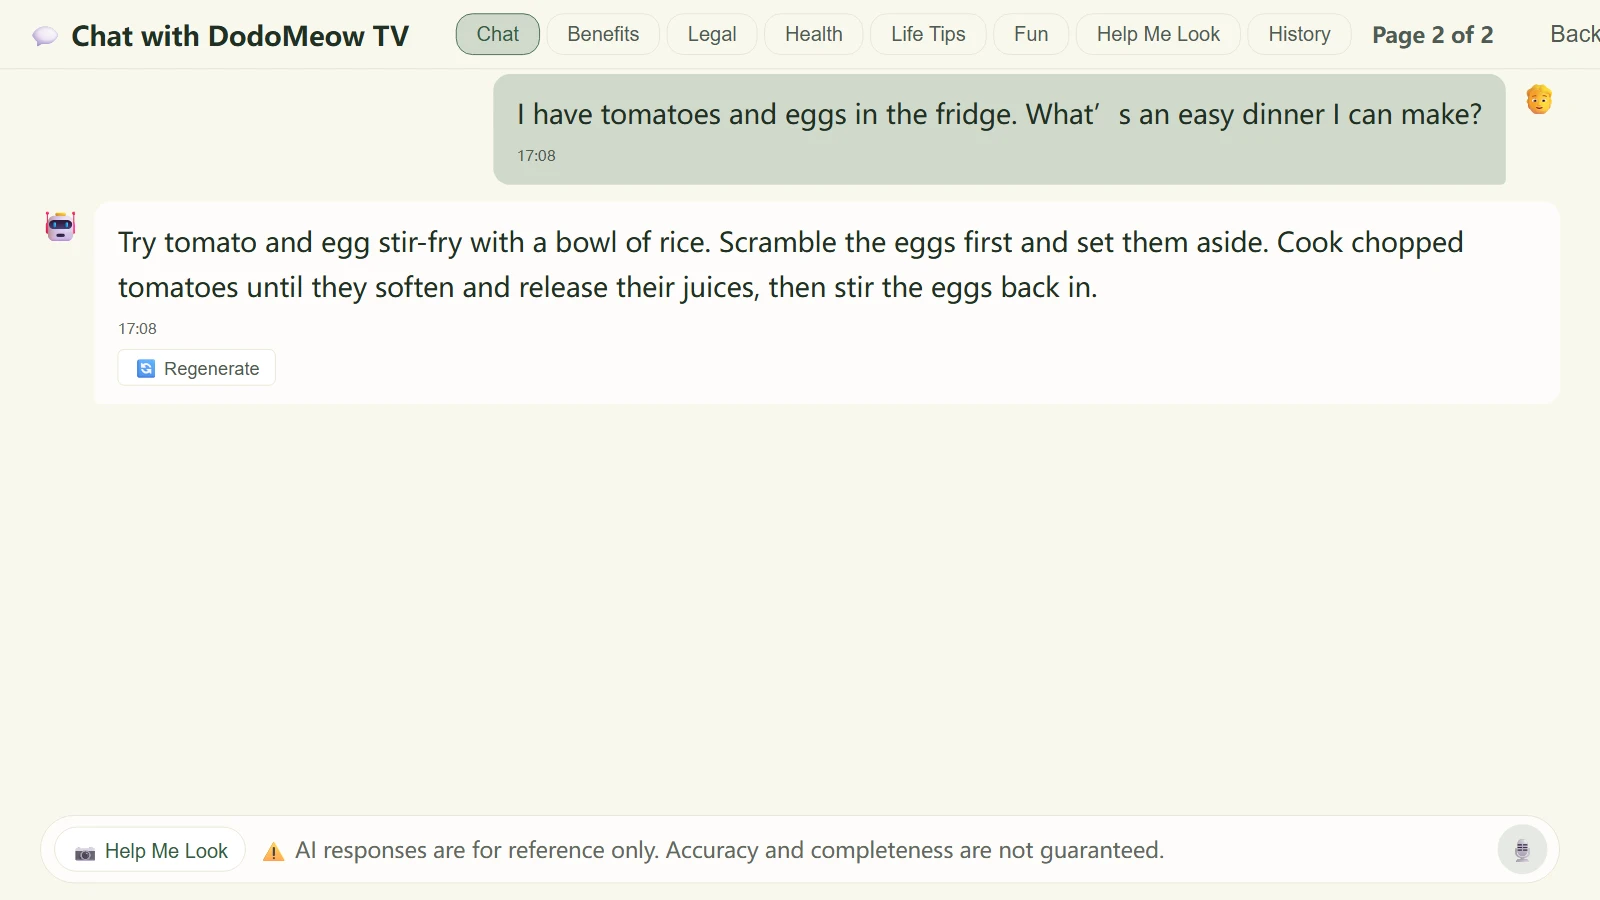 Chat with DodoMeow TV
Chat
Benefits
Legal
Health
Life Tips
Fun
Help Me Look
History
Page 2 of 2
Back
I have tomatoes and eggs in the fridge. What’s an easy dinner I can make?
17:08
Try tomato and egg stir-fry with a bowl of rice. Scramble the eggs first and set them aside. Cook chopped
tomatoes until they soften and release their juices, then stir the eggs back in.
17:08
Regenerate
Help Me Look
AI responses are for reference only. Accuracy and completeness are not guaranteed.